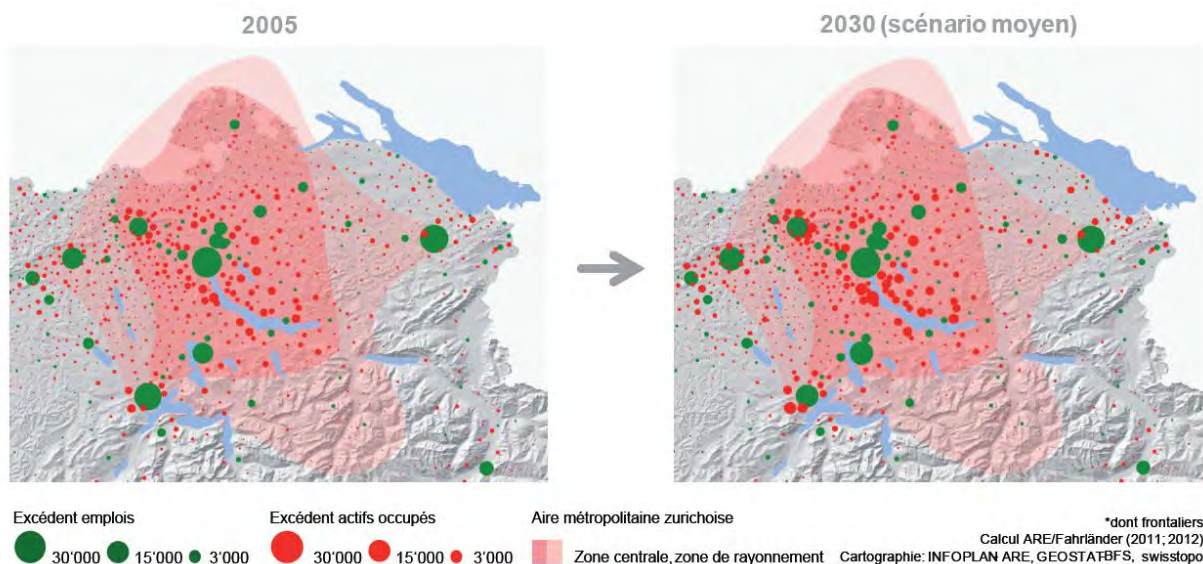 2005
2030 (scénario moyen)
Excédent emplois
30'000
15'000
3'000
Excédent actifs occupés
30'000
15'000
3'000
Aire métropolitaine zurichoise
Zone centrale, zone de rayonnement
*dont frontaliers
Calcul ARE/Fahrländer (2011; 2012)
Cartographie: INFOPLAN ARE, GEOSTAT-BFS, swisstopo